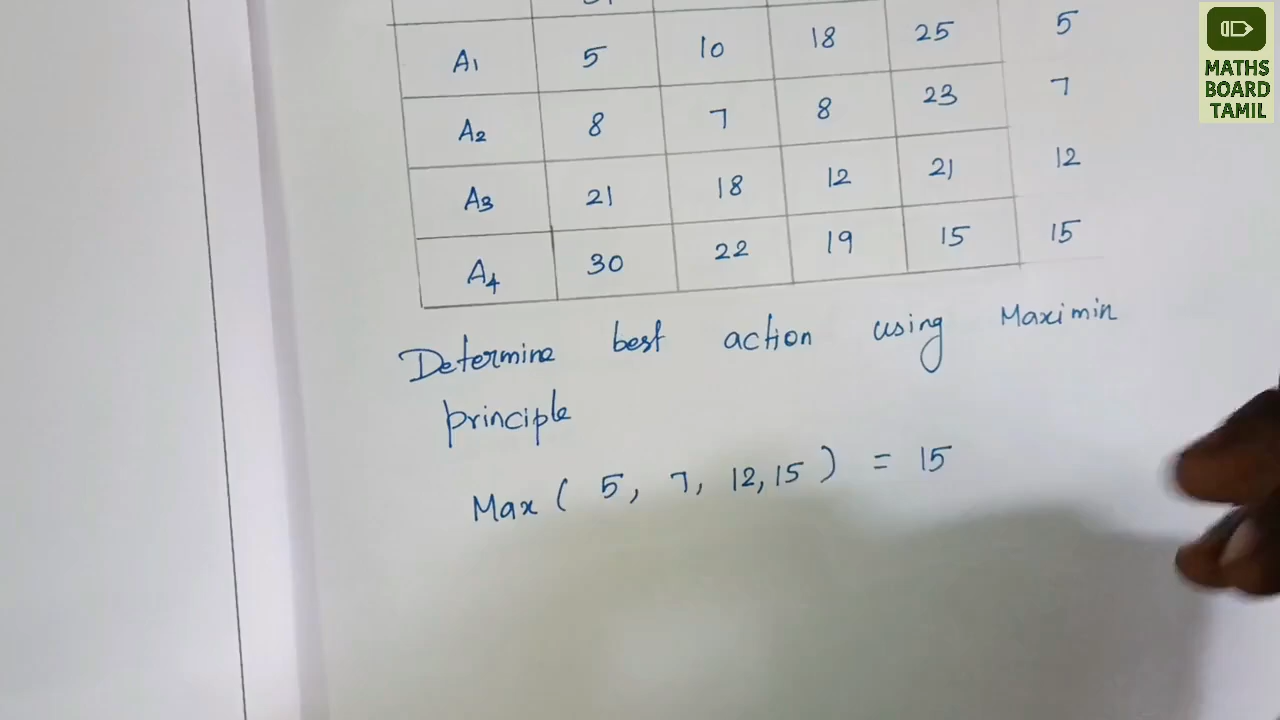 A1 5 10 18 25 5
A2 8 7 8 23 7
A3 21 18 12 21 12
A4 30 22 19 15 15
Determine best action using Maximin
principle
Max ( 5, 7, 12, 15 ) = 15
MATHS
BOARD
TAMIL